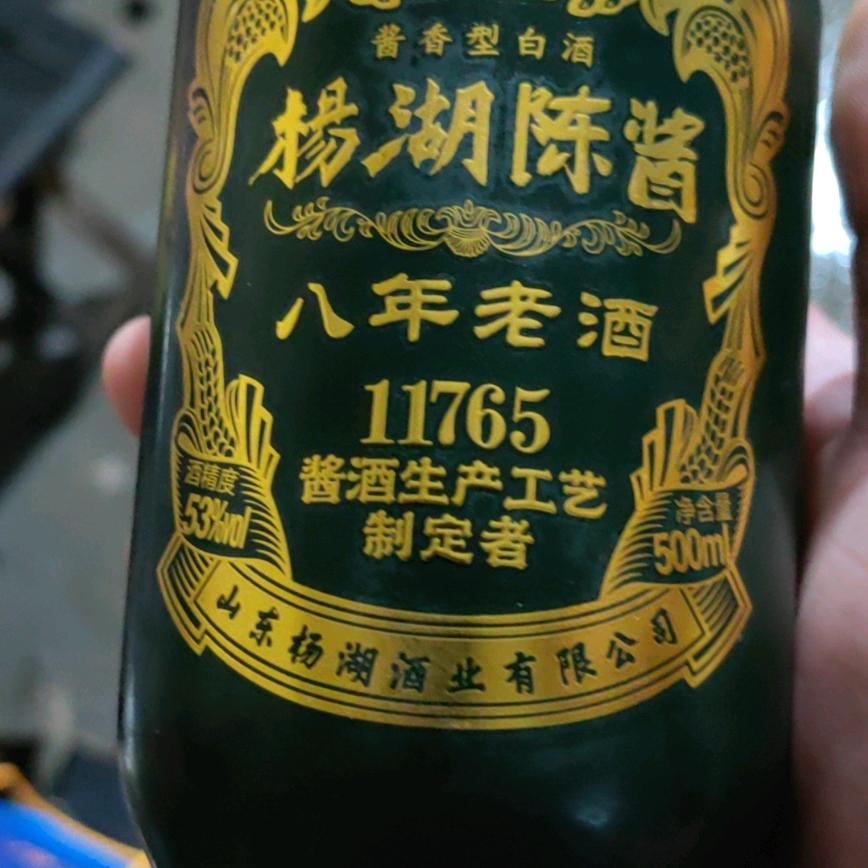 酱香型白酒
楊湖陈酱
八年老酒
11765
酱酒生产工艺
制定者
酒精度
53%vol
净含量
500ml
山东杨湖酒业有限公司